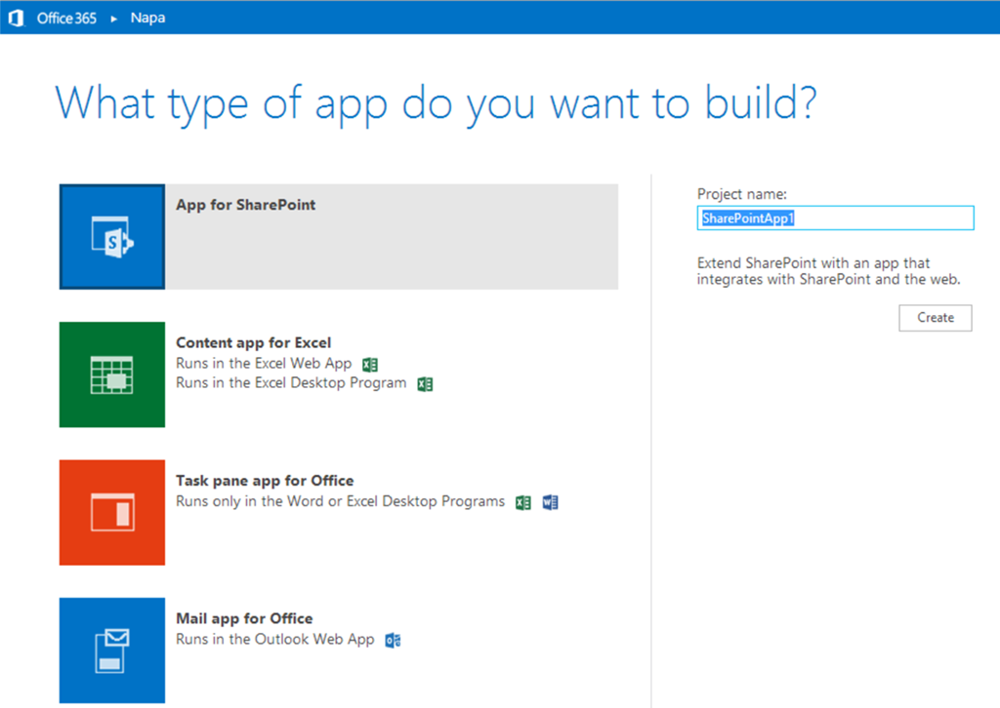 Office 365 ▸ Napa
What type of app do you want to build?
App for SharePoint
Content app for Excel
Runs in the Excel Web App
Runs in the Excel Desktop Program
Task pane app for Office
Runs only in the Word or Excel Desktop Programs
Mail app for Office
Runs in the Outlook Web App
Project name:
SharePointApp1
Extend SharePoint with an app that
integrates with SharePoint and the web.
Create